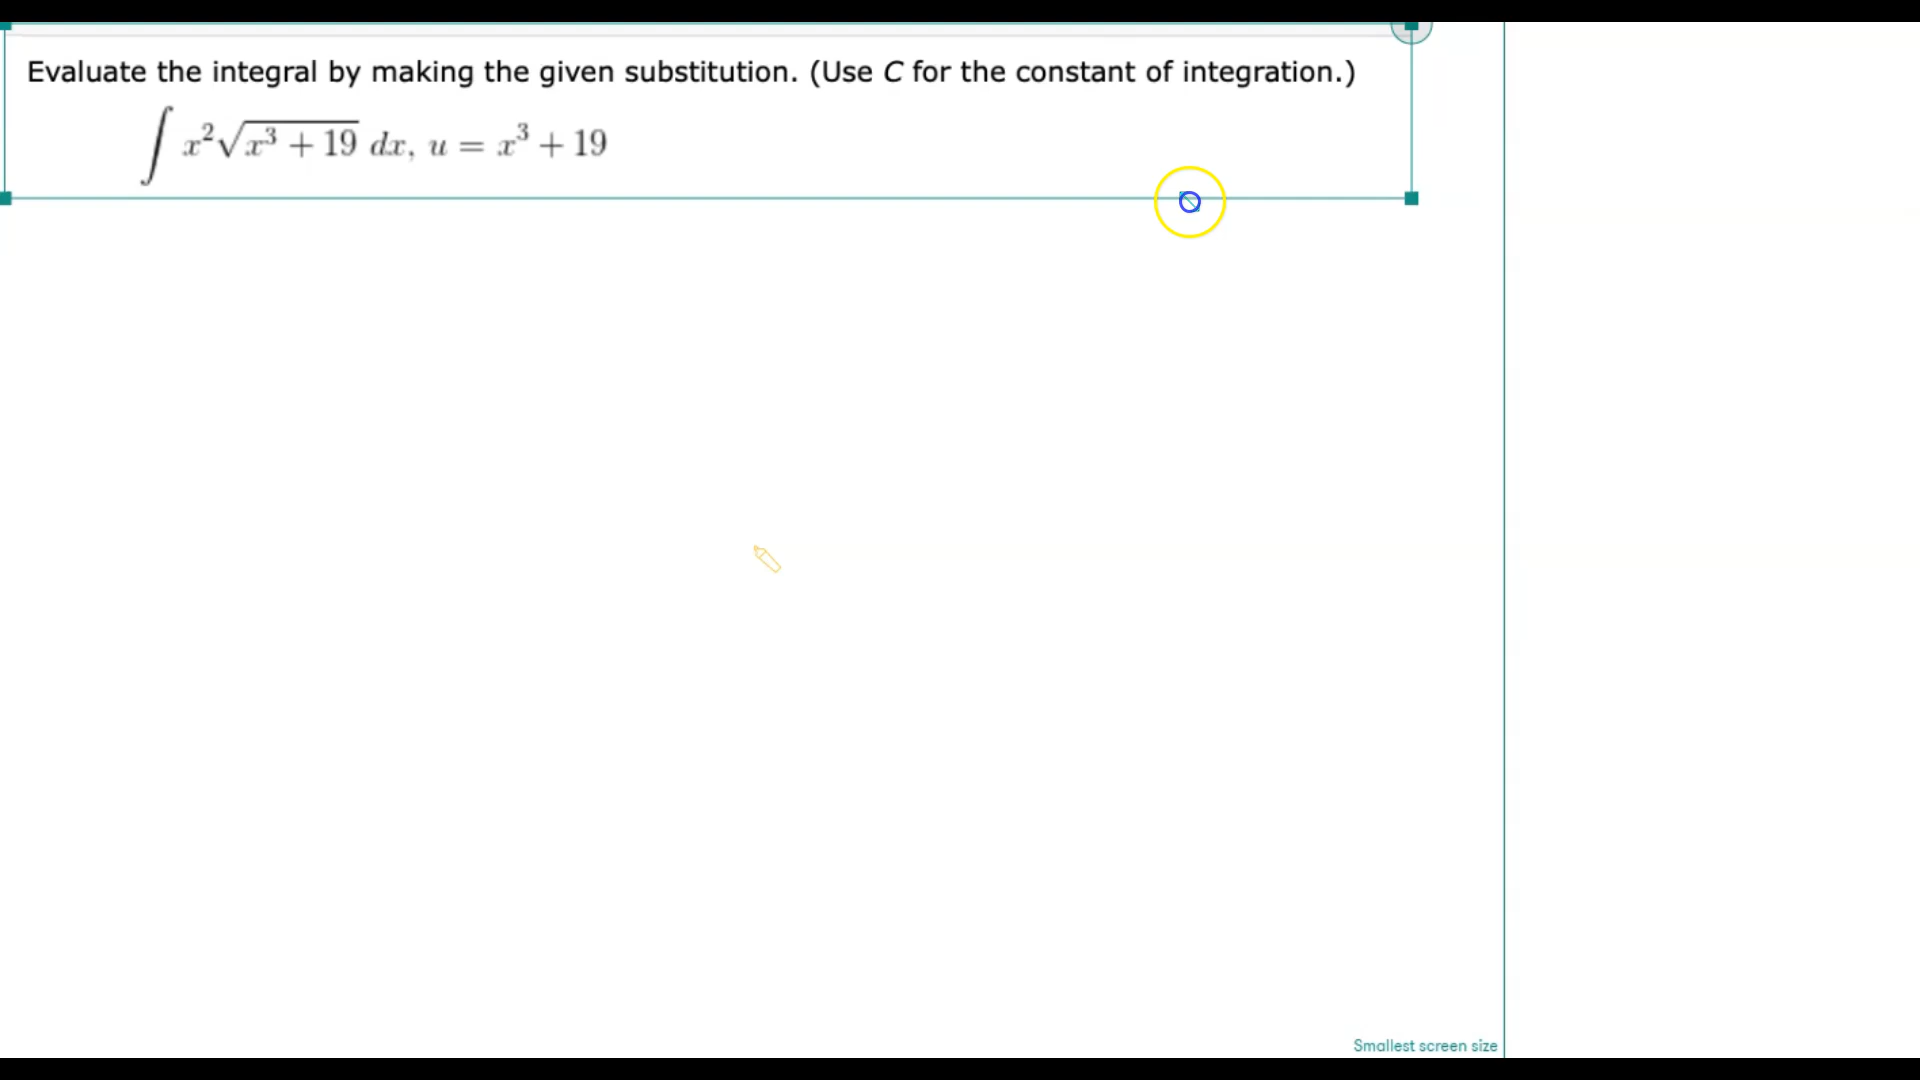 Evaluate the integral by making the given substitution. (Use C for the constant of integration.)
∫ x²√(x³ + 19) dx, u = x³ + 19
Smallest screen size